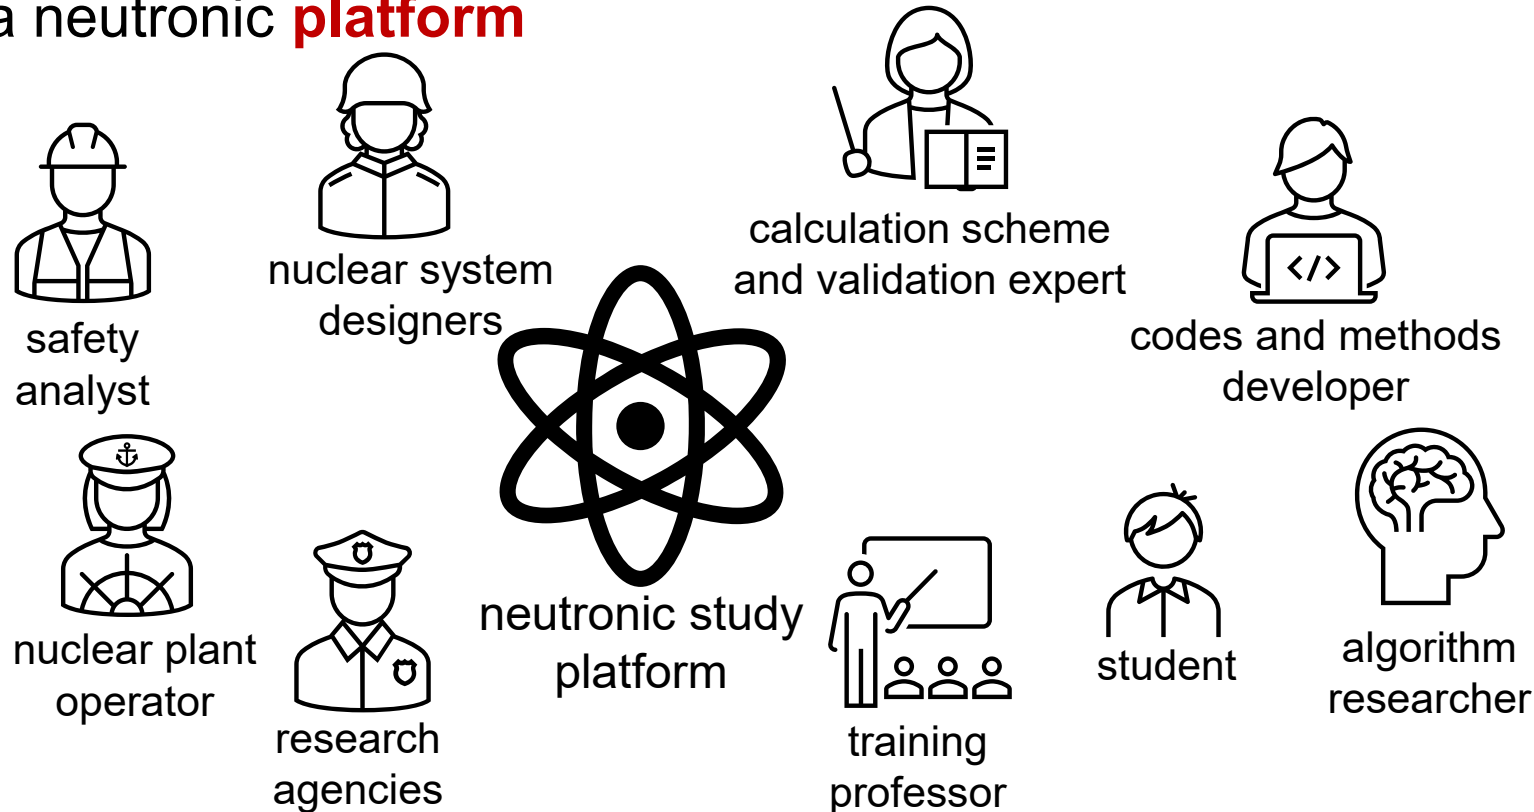 a neutronic platform
nuclear system
designers
calculation scheme
and validation expert
</>
codes and methods
developer
safety
analyst
nuclear plant
operator
research
agencies
neutronic study
platform
training
professor
student
algorithm
researcher